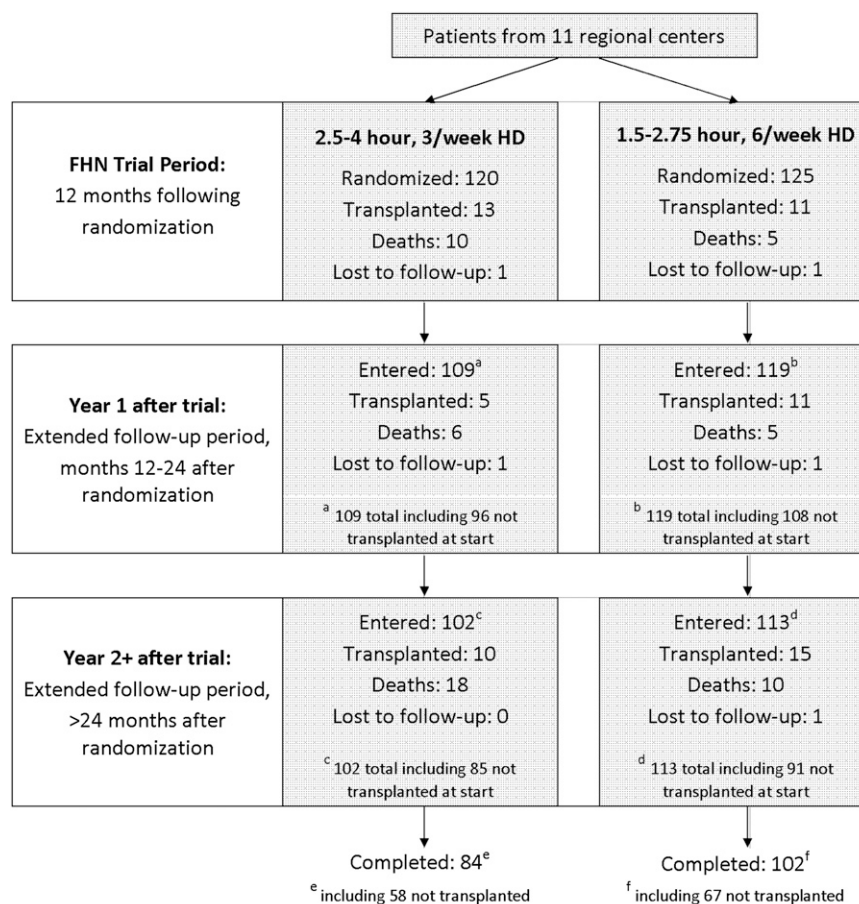 Patients from 11 regional centers
FHN Trial Period:
12 months following
randomization
2.5-4 hour, 3/week HD
Randomized: 120
Transplanted: 13
Deaths: 10
Lost to follow-up: 1
1.5-2.75 hour, 6/week HD
Randomized: 125
Transplanted: 11
Deaths: 5
Lost to follow-up: 1
Year 1 after trial:
Extended follow-up period,
months 12-24 after
randomization
Entered: 109a
Transplanted: 5
Deaths: 6
Lost to follow-up: 1
a 109 total including 96 not
transplanted at start
Entered: 119b
Transplanted: 11
Deaths: 5
Lost to follow-up: 1
b 119 total including 108 not
transplanted at start
Year 2+ after trial:
Extended follow-up period,
>24 months after
randomization
Entered: 102c
Transplanted: 10
Deaths: 18
Lost to follow-up: 0
c 102 total including 85 not
transplanted at start
Entered: 113d
Transplanted: 15
Deaths: 10
Lost to follow-up: 1
d 113 total including 91 not
transplanted at start
Completed: 84e
e including 58 not transplanted
Completed: 102f
f including 67 not transplanted